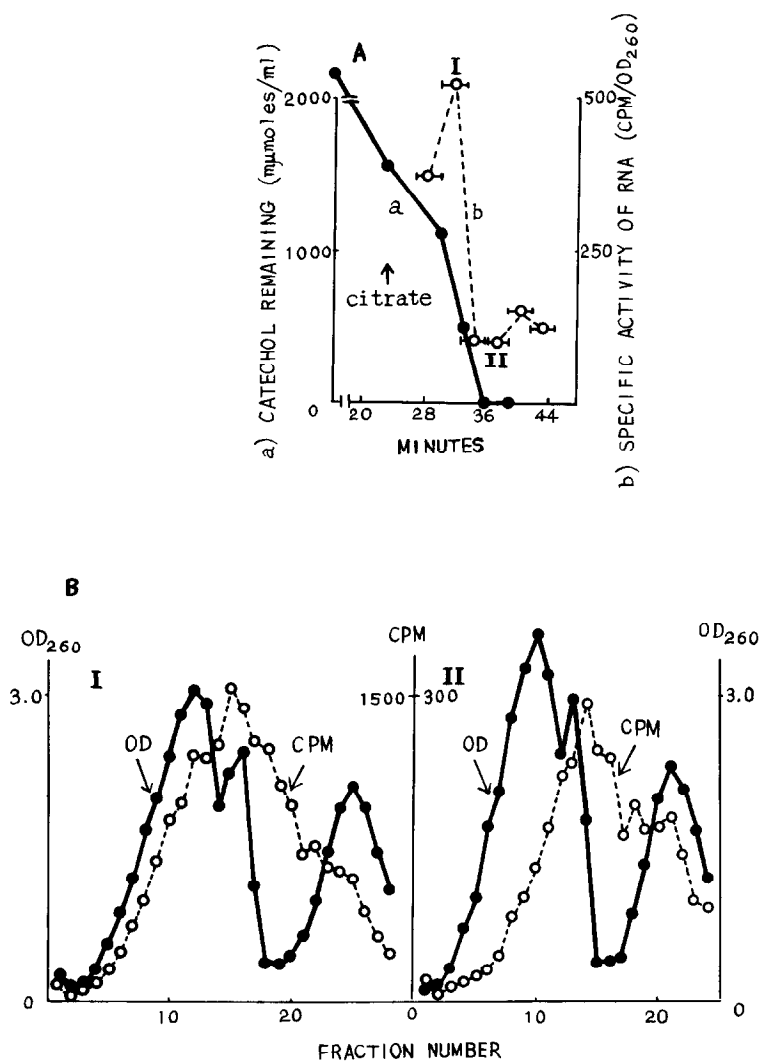 A
I
a) CATECHOL REMAINING (mµmoles/ml)
2000
1000
0
a
b
citrate
II
20 28 36 44
MINUTES
500
250
b) SPECIFIC ACTIVITY OF RNA (CPM/OD260)
B
OD260 CPM OD260
I II
3.0 1500 300 3.0
OD CPM OD CPM
0 10 20 0 10 20 0
FRACTION NUMBER